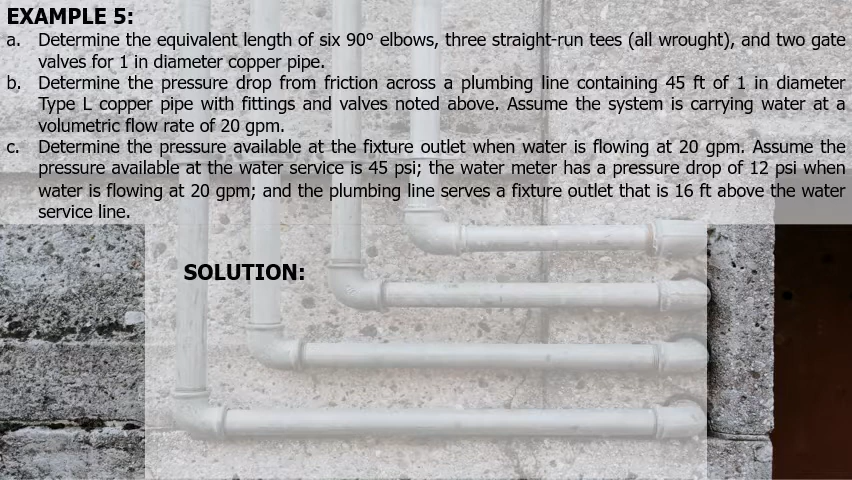 EXAMPLE 5:
a. Determine the equivalent length of six 90° elbows, three straight-run tees (all wrought), and two gate
valves for 1 in diameter copper pipe.
b. Determine the pressure drop from friction across a plumbing line containing 45 ft of 1 in diameter
Type L copper pipe with fittings and valves noted above. Assume the system is carrying water at a
volumetric flow rate of 20 gpm.
c. Determine the pressure available at the fixture outlet when water is flowing at 20 gpm. Assume the
pressure available at the water service is 45 psi; the water meter has a pressure drop of 12 psi when
water is flowing at 20 gpm; and the plumbing line serves a fixture outlet that is 16 ft above the water
service line.
SOLUTION: